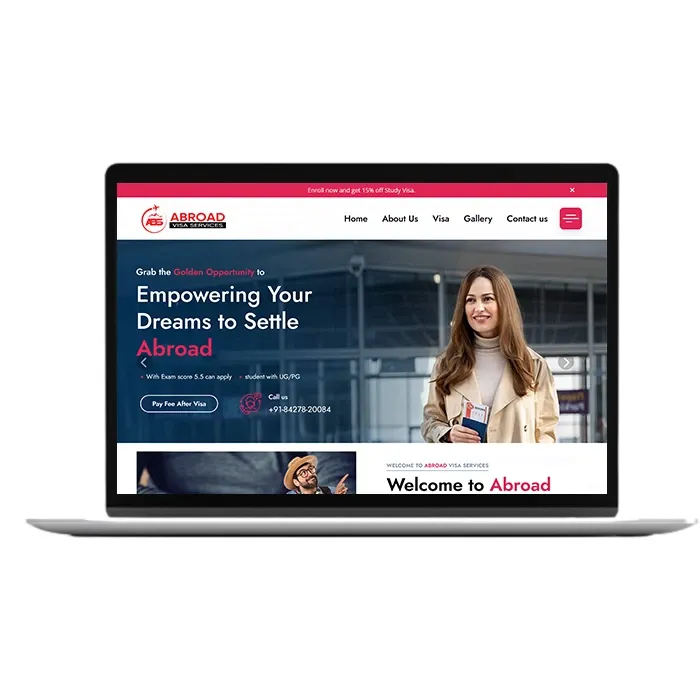 Enroll now and get 15% off Study Visa.
ABROAD
VISA SERVICES
Home About Us Visa Gallery Contact us
Grab the Golden Opportunity to
Empowering Your
Dreams to Settle
Abroad
With Exam score 5.5 can apply student with UG/PG
Pay Fee After Visa
Call us
+91-84278-20084
WELCOME TO ABROAD VISA SERVICES
Welcome to Abroad